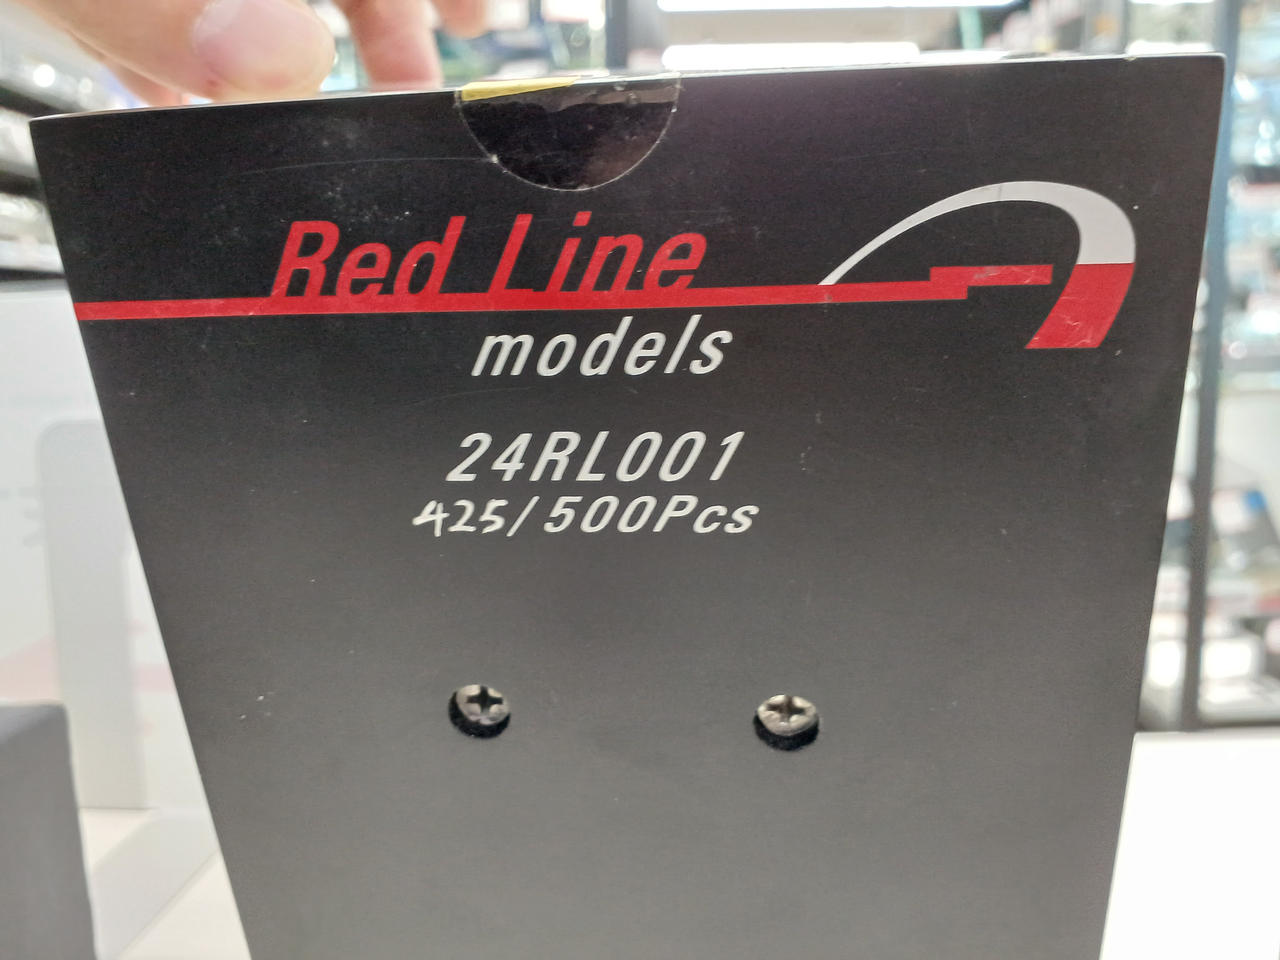 Red Line
models
24RL001
425/500Pcs